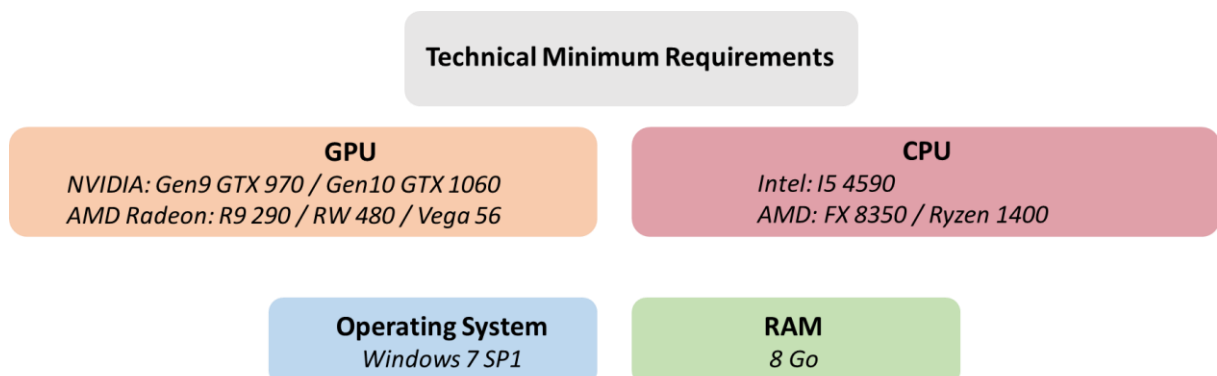 Technical Minimum Requirements
GPU
NVIDIA: Gen9 GTX 970 / Gen10 GTX 1060
AMD Radeon: R9 290 / RW 480 / Vega 56
CPU
Intel: I5 4590
AMD: FX 8350 / Ryzen 1400
Operating System
Windows 7 SP1
RAM
8 Go